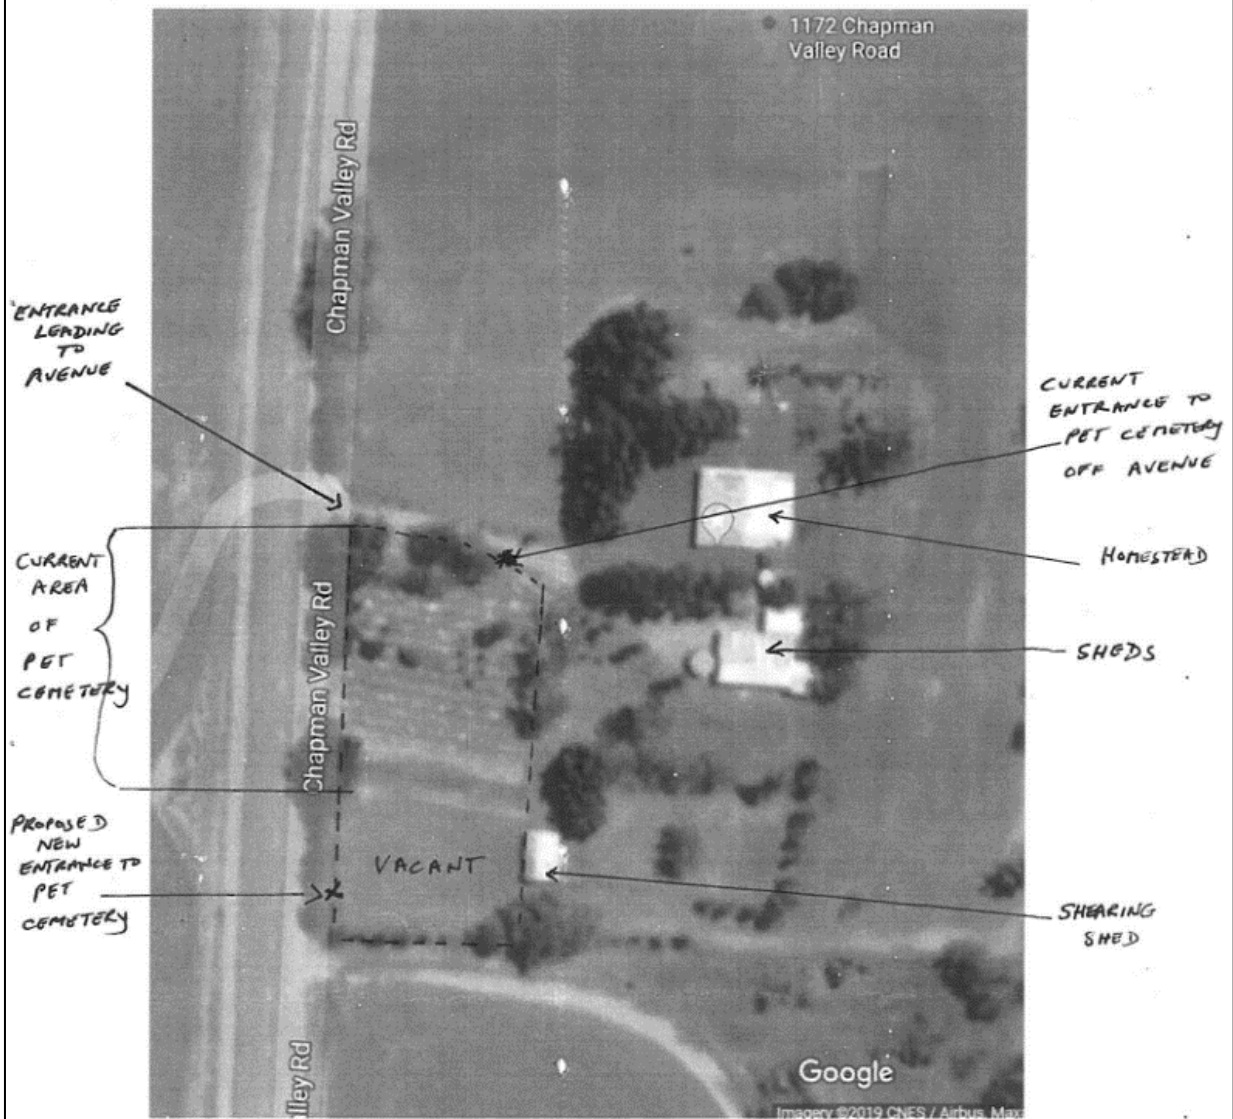 1172 Chapman
Valley Road
Chapman Valley Rd
ENTRANCE
LEADING
TO
AVENUE
CURRENT
ENTRANCE TO
PET CEMETERY
OFF AVENUE
HOMESTEAD
CURRENT
AREA
OF
PET
CEMETERY
Chapman Valley Rd
SHEDS
PROPOSED
NEW
ENTRANCE TO
PET
CEMETERY
VACANT
SHEARING
SHED
lley Rd
Google
Imagery ©2019 CNES / Airbus, Max